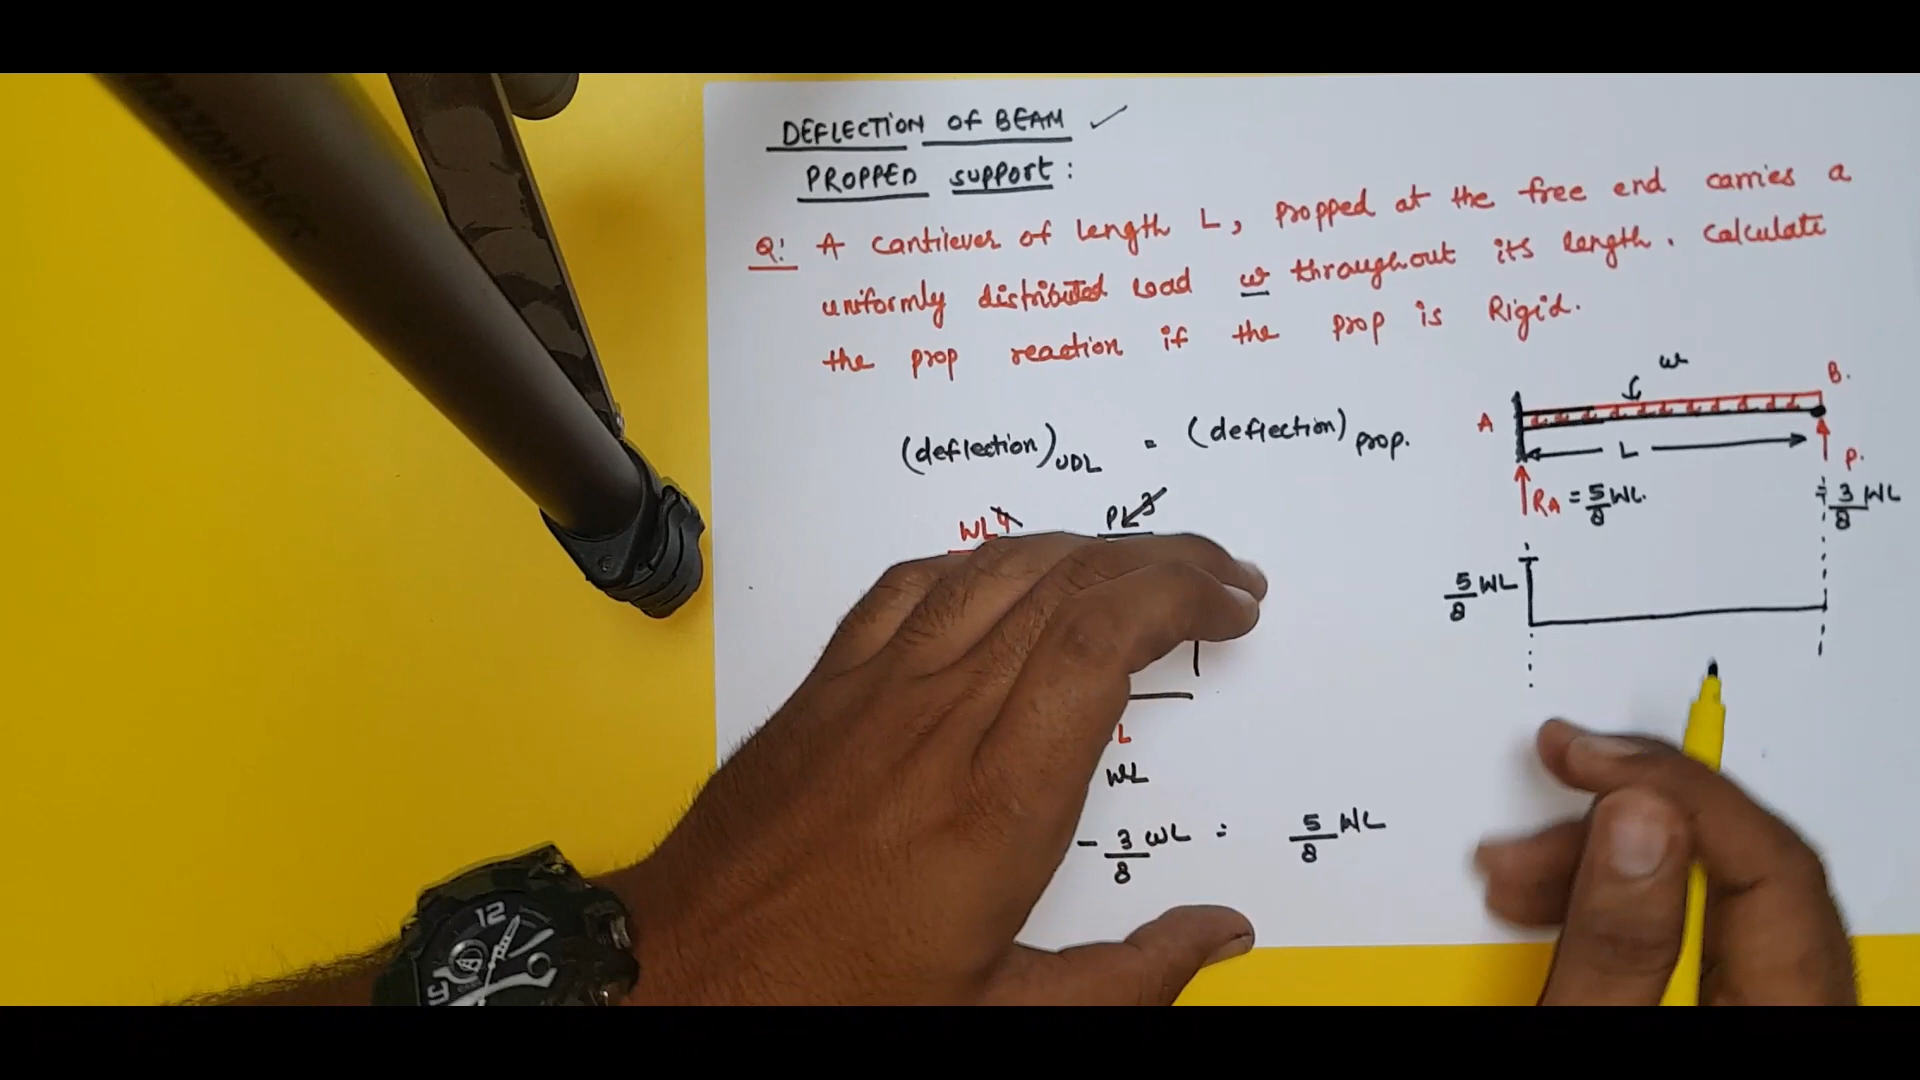 DEFLECTION OF BEAM
PROPPED SUPPORT :
Q: A cantilever of length L, propped at the free end carries a
uniformly distributed load w throughout its length. Calculate
the prop reaction if the prop is Rigid.
(deflection)UDL = (deflection)prop.
WL4 PL3
L
WL
- 3/8 WL = 5/8 WL
w
A B.
L
P.
RA = 5/8 WL. = 3/8 WL
5/8 WL
12
9